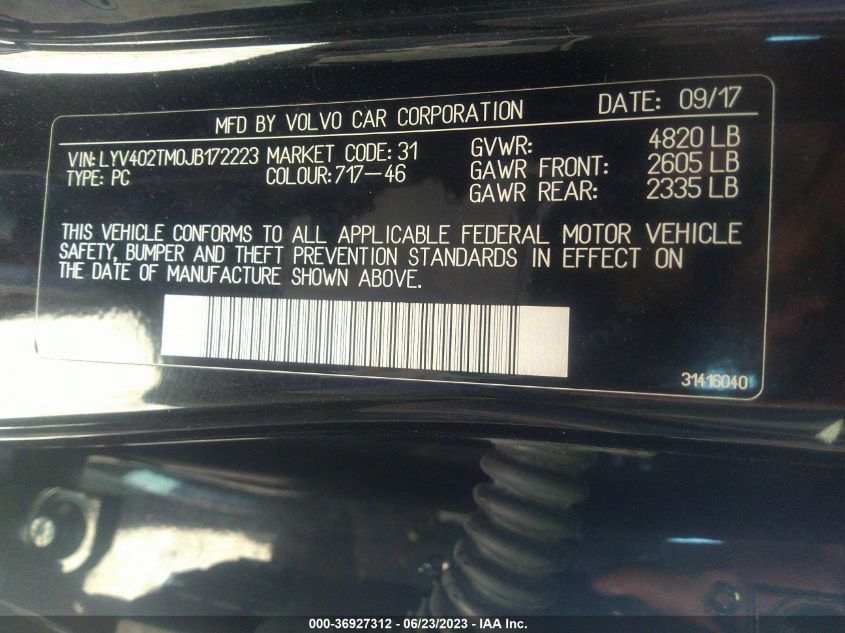 MFD BY VOLVO CAR CORPORATION DATE: 09/17
VIN: LYV402TM0JB172223 MARKET CODE: 31 GVWR: 4820 LB
TYPE: PC COLOUR: 717-46 GAWR FRONT: 2605 LB
GAWR REAR: 2335 LB
THIS VEHICLE CONFORMS TO ALL APPLICABLE FEDERAL MOTOR VEHICLE
SAFETY, BUMPER AND THEFT PREVENTION STANDARDS IN EFFECT ON
THE DATE OF MANUFACTURE SHOWN ABOVE.
31416040
000-36927312 - 06/23/2023 - IAA Inc.